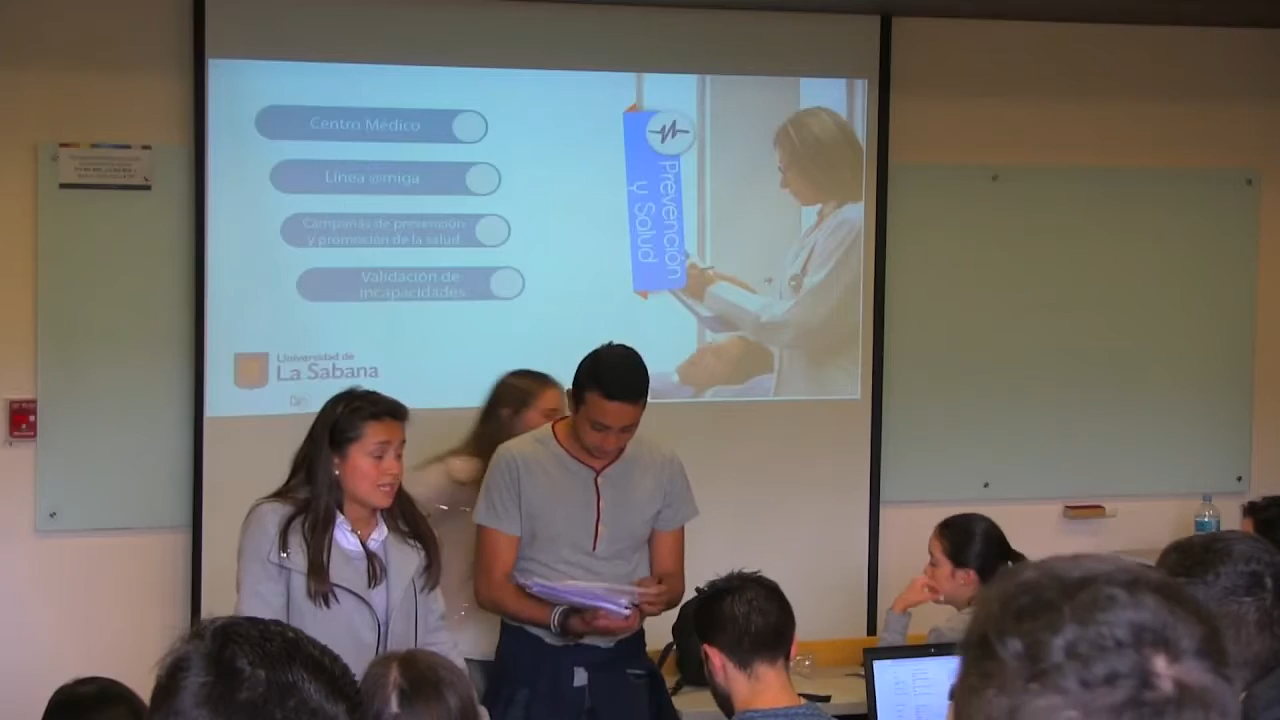 Centro Médico
Línea @miga
Campañas de prevención
y promoción de la salud
Validación de
incapacidades
Prevención
y Salud
Universidad de
La Sabana